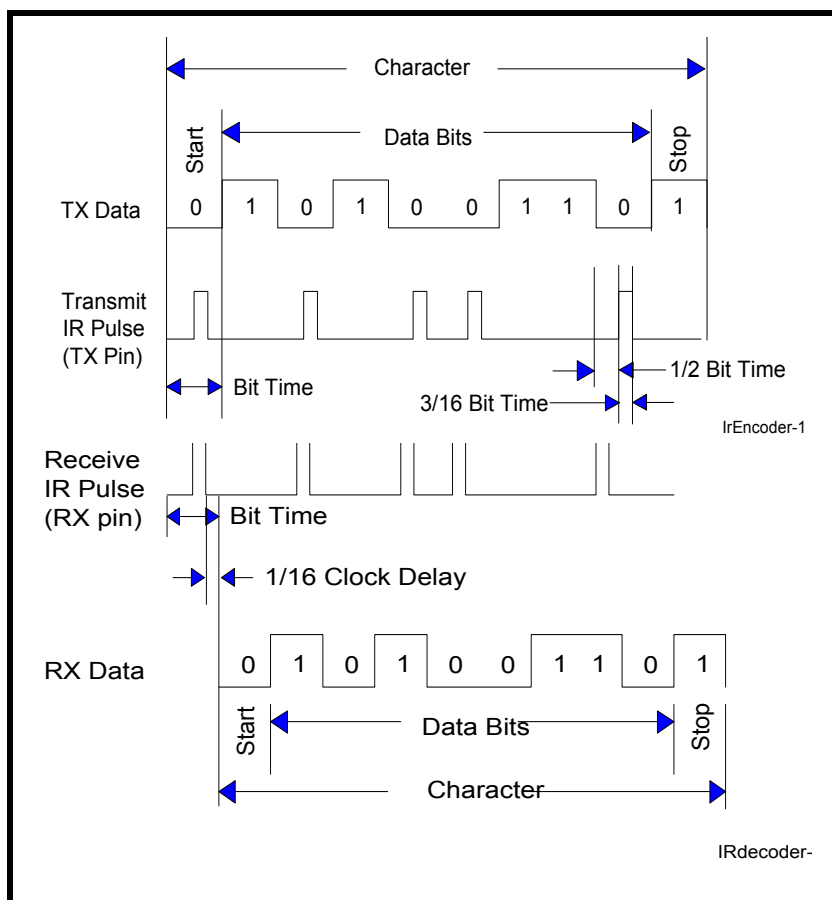 Character
Start
Data Bits
Stop
TX Data
0 1 0 1 0 0 1 1 0 1
Transmit
IR Pulse
(TX Pin)
Bit Time
1/2 Bit Time
3/16 Bit Time
IrEncoder-1
Receive
IR Pulse
(RX pin)
Bit Time
1/16 Clock Delay
RX Data
0 1 0 1 0 0 1 1 0 1
Start
Data Bits
Stop
Character
IRdecoder-